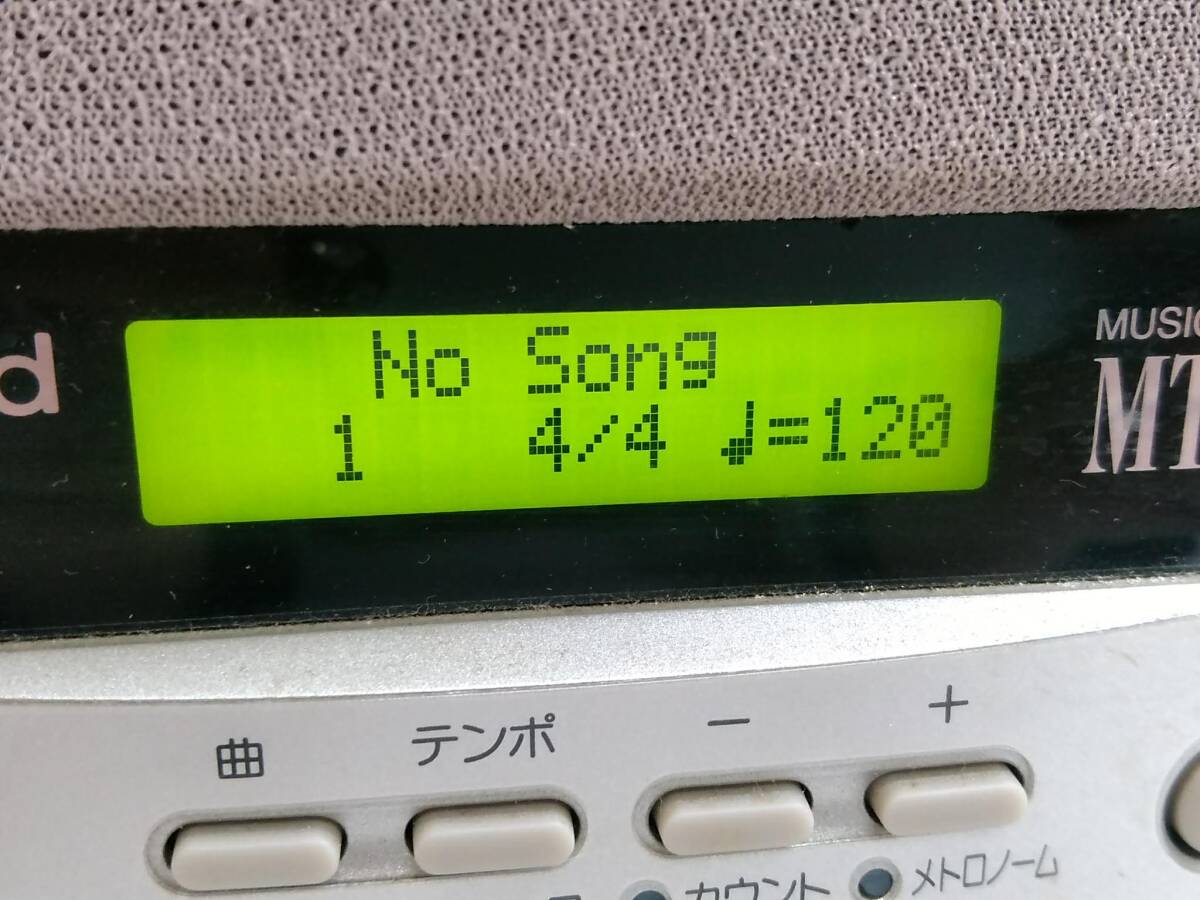 d
No Song
1 4/4 ♩=120
MUSIC
MT
曲 テンポ − +
カウント メトロノーム